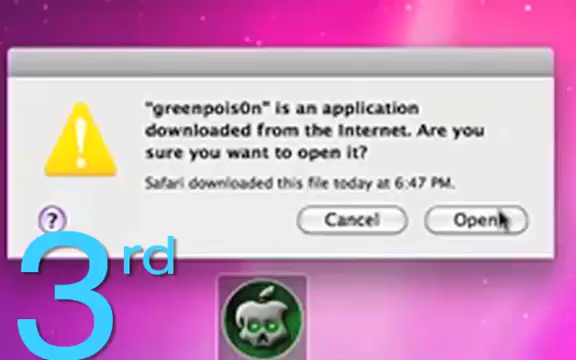 "greenpois0n" is an application
downloaded from the Internet. Are you
sure you want to open it?
Safari downloaded this file today at 6:47 PM.
? Cancel Open
3rd